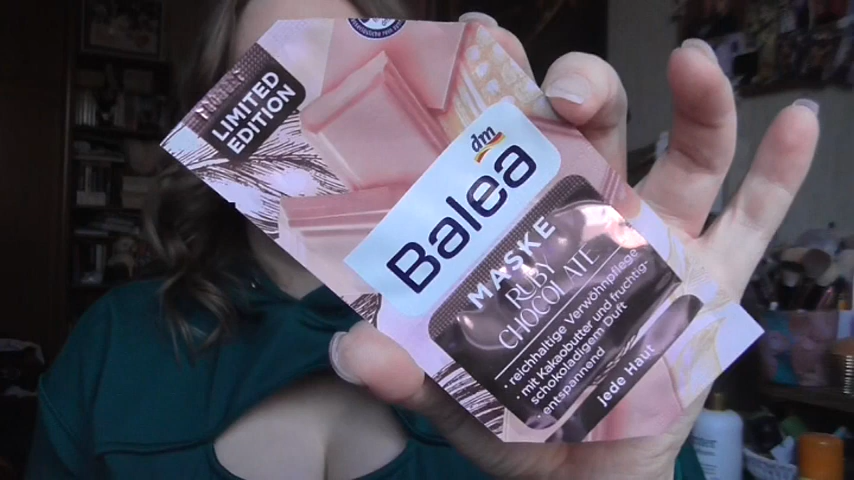 LIMITED
EDITION
dm
Balea
MASKE
RUBY
CHOCOLATE
· reichhaltige Verwöhnpflege
· mit Kakaobutter und fruchtig-
schokoladigem Duft
· entspannend
jede Haut